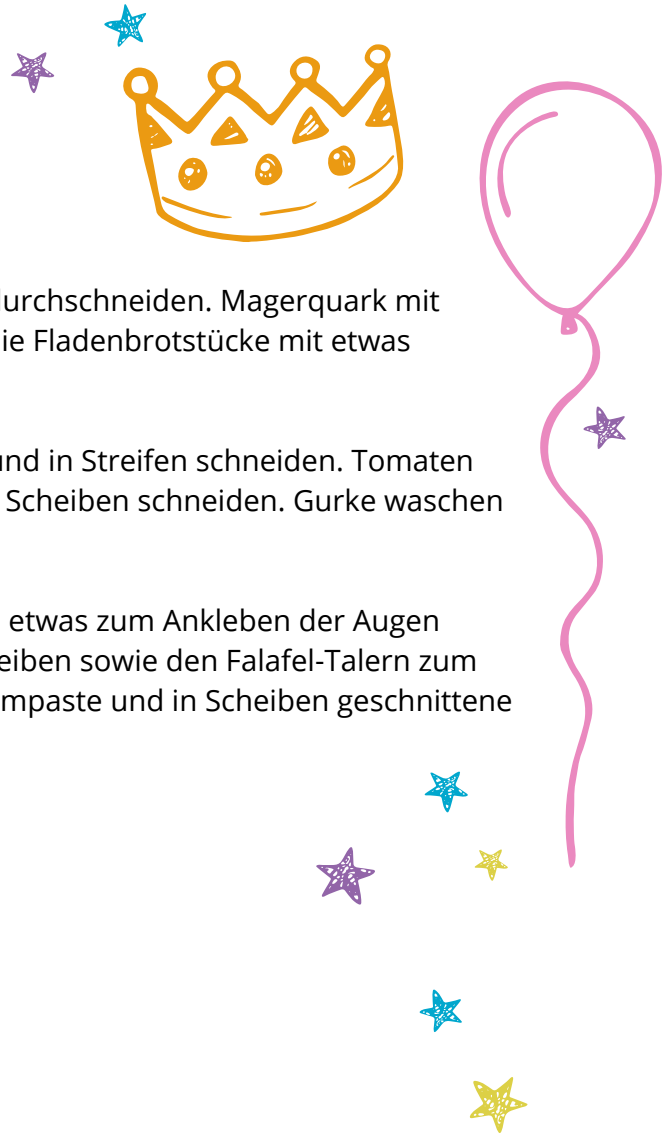 durchschneiden. Magerquark mit
ie Fladenbrotstücke mit etwas
und in Streifen schneiden. Tomaten
Scheiben schneiden. Gurke waschen
etwas zum Ankleben der Augen
eiben sowie den Falafel-Talern zum
mpaste und in Scheiben geschnittene